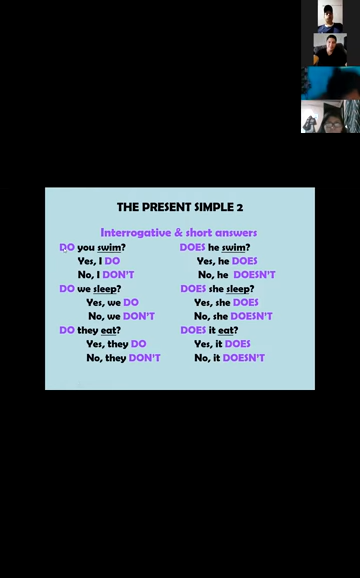 THE PRESENT SIMPLE 2
Interrogative & short answers
DO you swim?
Yes, I DO
No, I DON'T
DO we sleep?
Yes, we DO
No, we DON'T
DO they eat?
Yes, they DO
No, they DON'T
DOES he swim?
Yes, he DOES
No, he DOESN'T
DOES she sleep?
Yes, she DOES
No, she DOESN'T
DOES it eat?
Yes, it DOES
No, it DOESN'T